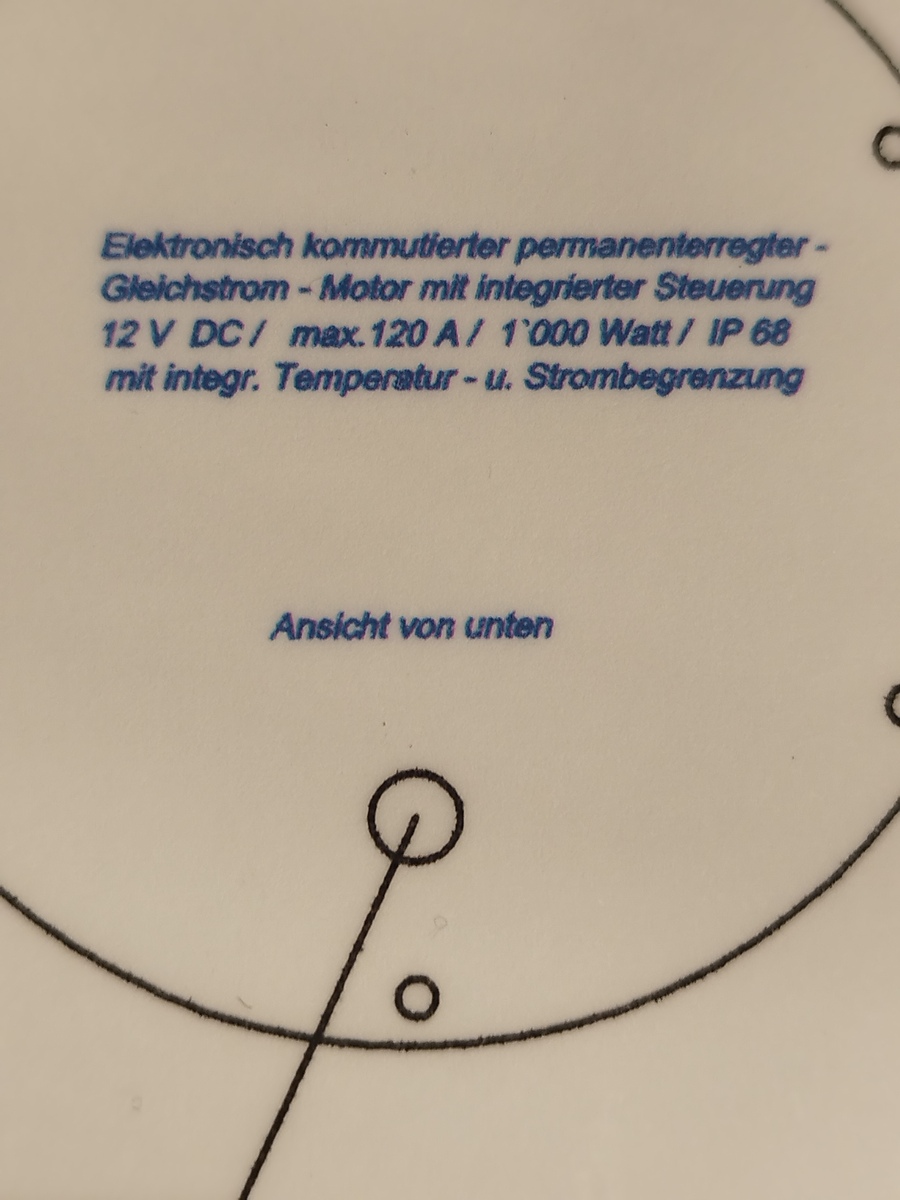 Elektronisch kommutierter permanenterregter -
Gleichstrom - Motor mit integrierter Steuerung
12 V DC / max. 120 A / 1`000 Watt / IP 68
mit integr. Temperatur - u. Strombegrenzung
Ansicht von unten